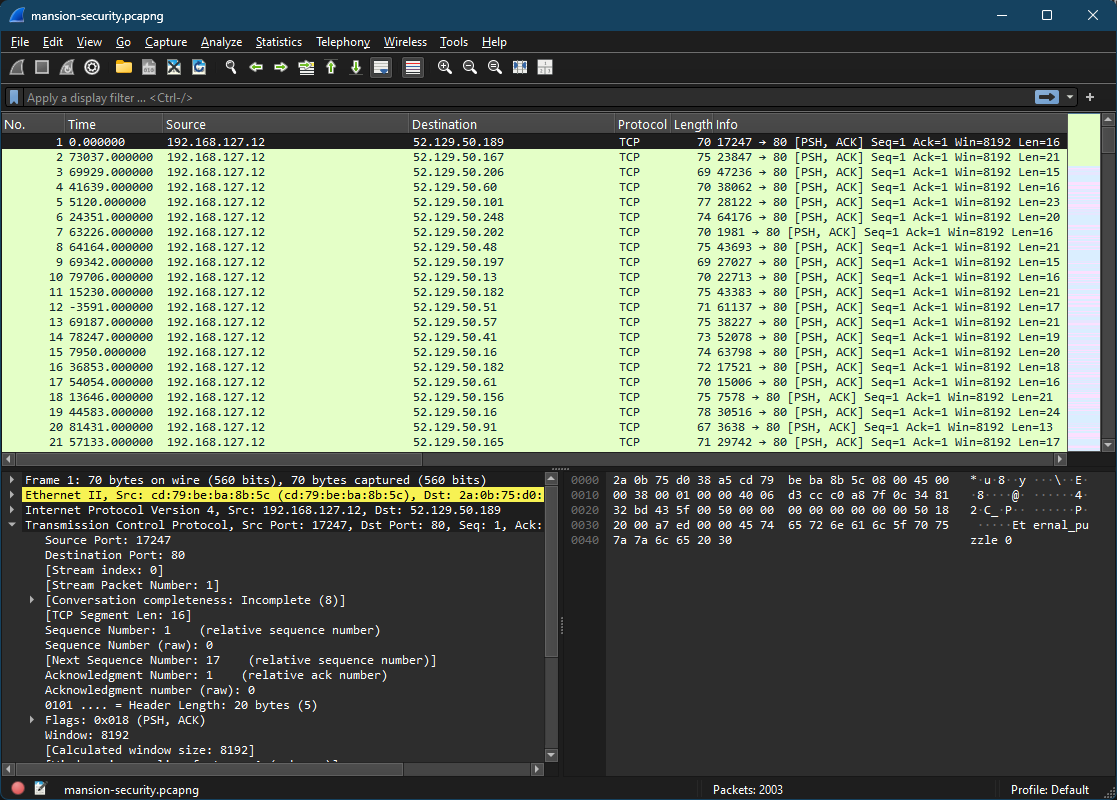 mansion-security.pcapng
File Edit View Go Capture Analyze Statistics Telephony Wireless Tools Help
Apply a display filter ... <Ctrl-/>
No. Time Source Destination Protocol Length Info
1 0.000000 192.168.127.12 52.129.50.189 TCP 70 17247 → 80 [PSH, ACK] Seq=1 Ack=1 Win=8192 Len=16
2 73037.000000 192.168.127.12 52.129.50.167 TCP 75 23847 → 80 [PSH, ACK] Seq=1 Ack=1 Win=8192 Len=21
3 69929.000000 192.168.127.12 52.129.50.206 TCP 69 47236 → 80 [PSH, ACK] Seq=1 Ack=1 Win=8192 Len=15
4 41639.000000 192.168.127.12 52.129.50.60 TCP 70 38062 → 80 [PSH, ACK] Seq=1 Ack=1 Win=8192 Len=16
5 5120.000000 192.168.127.12 52.129.50.101 TCP 77 28122 → 80 [PSH, ACK] Seq=1 Ack=1 Win=8192 Len=23
6 24351.000000 192.168.127.12 52.129.50.248 TCP 74 64176 → 80 [PSH, ACK] Seq=1 Ack=1 Win=8192 Len=20
7 63226.000000 192.168.127.12 52.129.50.202 TCP 70 1981 → 80 [PSH, ACK] Seq=1 Ack=1 Win=8192 Len=16
8 64164.000000 192.168.127.12 52.129.50.48 TCP 75 43693 → 80 [PSH, ACK] Seq=1 Ack=1 Win=8192 Len=21
9 69342.000000 192.168.127.12 52.129.50.197 TCP 69 27027 → 80 [PSH, ACK] Seq=1 Ack=1 Win=8192 Len=15
10 79706.000000 192.168.127.12 52.129.50.13 TCP 70 22713 → 80 [PSH, ACK] Seq=1 Ack=1 Win=8192 Len=16
11 15230.000000 192.168.127.12 52.129.50.182 TCP 75 43383 → 80 [PSH, ACK] Seq=1 Ack=1 Win=8192 Len=21
12 -3591.000000 192.168.127.12 52.129.50.51 TCP 71 61137 → 80 [PSH, ACK] Seq=1 Ack=1 Win=8192 Len=17
13 69187.000000 192.168.127.12 52.129.50.57 TCP 75 38227 → 80 [PSH, ACK] Seq=1 Ack=1 Win=8192 Len=21
14 78247.000000 192.168.127.12 52.129.50.41 TCP 73 52078 → 80 [PSH, ACK] Seq=1 Ack=1 Win=8192 Len=19
15 7950.000000 192.168.127.12 52.129.50.16 TCP 74 63798 → 80 [PSH, ACK] Seq=1 Ack=1 Win=8192 Len=20
16 36853.000000 192.168.127.12 52.129.50.182 TCP 72 17521 → 80 [PSH, ACK] Seq=1 Ack=1 Win=8192 Len=18
17 54054.000000 192.168.127.12 52.129.50.61 TCP 70 15006 → 80 [PSH, ACK] Seq=1 Ack=1 Win=8192 Len=16
18 13646.000000 192.168.127.12 52.129.50.156 TCP 75 7578 → 80 [PSH, ACK] Seq=1 Ack=1 Win=8192 Len=21
19 44583.000000 192.168.127.12 52.129.50.16 TCP 78 30516 → 80 [PSH, ACK] Seq=1 Ack=1 Win=8192 Len=24
20 81431.000000 192.168.127.12 52.129.50.91 TCP 67 3638 → 80 [PSH, ACK] Seq=1 Ack=1 Win=8192 Len=13
21 57133.000000 192.168.127.12 52.129.50.165 TCP 71 29742 → 80 [PSH, ACK] Seq=1 Ack=1 Win=8192 Len=17
Frame 1: 70 bytes on wire (560 bits), 70 bytes captured (560 bits)
Ethernet II, Src: cd:79:be:ba:8b:5c (cd:79:be:ba:8b:5c), Dst: 2a:0b:75:d0:
Internet Protocol Version 4, Src: 192.168.127.12, Dst: 52.129.50.189
Transmission Control Protocol, Src Port: 17247, Dst Port: 80, Seq: 1, Ack:
Source Port: 17247
Destination Port: 80
[Stream index: 0]
[Stream Packet Number: 1]
[Conversation completeness: Incomplete (8)]
[TCP Segment Len: 16]
Sequence Number: 1 (relative sequence number)
Sequence Number (raw): 0
[Next Sequence Number: 17 (relative sequence number)]
Acknowledgment Number: 1 (relative ack number)
Acknowledgment number (raw): 0
0101 .... = Header Length: 20 bytes (5)
Flags: 0x018 (PSH, ACK)
Window: 8192
[Calculated window size: 8192]
0000 2a 0b 75 d0 38 a5 cd 79 be ba 8b 5c 08 00 45 00 *·u·8··y ···\··E·
0010 00 38 00 01 00 00 40 06 d3 cc c0 a8 7f 0c 34 81 ·8····@· ······4·
0020 32 bd 43 5f 00 50 00 00 00 00 00 00 00 00 50 18 2·C_·P·· ······P·
0030 20 00 a7 ed 00 00 45 74 65 72 6e 61 6c 5f 70 75 ·····Et ernal_pu
0040 7a 7a 6c 65 20 30 zzle 0
mansion-security.pcapng Packets: 2003 Profile: Default